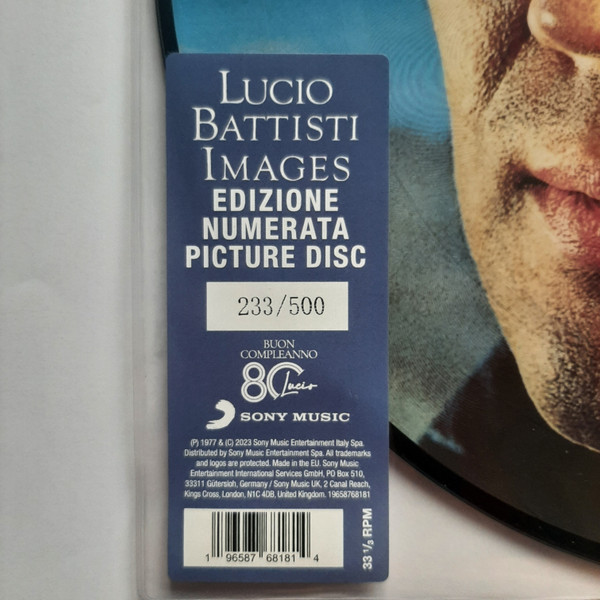 LUCIO
BATTISTI
IMAGES
EDIZIONE
NUMERATA
PICTURE DISC
233/500
BUON
COMPLEANNO
80 Lucio
SONY MUSIC
(P) 1977 & (C) 2023 Sony Music Entertainment Italy Spa.
Distributed by Sony Music Entertainment Spa. All trademarks
and logos are protected. Made in the EU. Sony Music
Entertainment International Services GmbH, PO Box 510,
33311 Gütersloh, Germany / Sony Music UK, 2 Canal Reach,
Kings Cross, London, N1C 4DB, United Kingdom. 19658768181
1 96587 68181 4
33 1/3 RPM